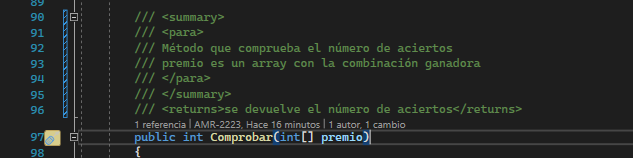 89
90 /// <summary>
91 /// <para>
92 /// Método que comprueba el número de aciertos
93 /// premio es un array con la combinación ganadora
94 /// </para>
95 /// </summary>
96 /// <returns>se devuelve el número de aciertos</returns>
1 referencia | AMR-2223, Hace 16 minutos | 1 autor, 1 cambio
97 public int Comprobar(int[] premio)
98 {